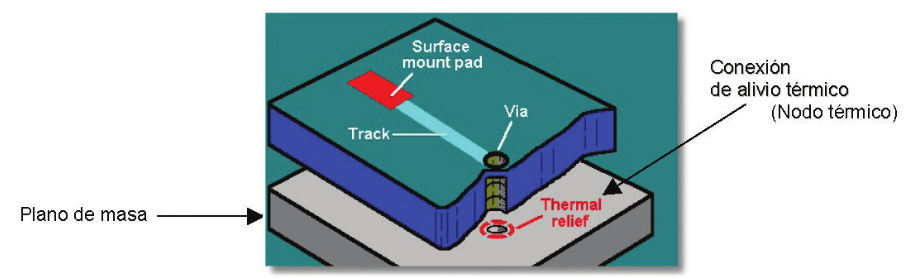 Surface
mount pad
Via
Track
Thermal
relief
Conexión
de alivio térmico
(Nodo térmico)
Plano de masa